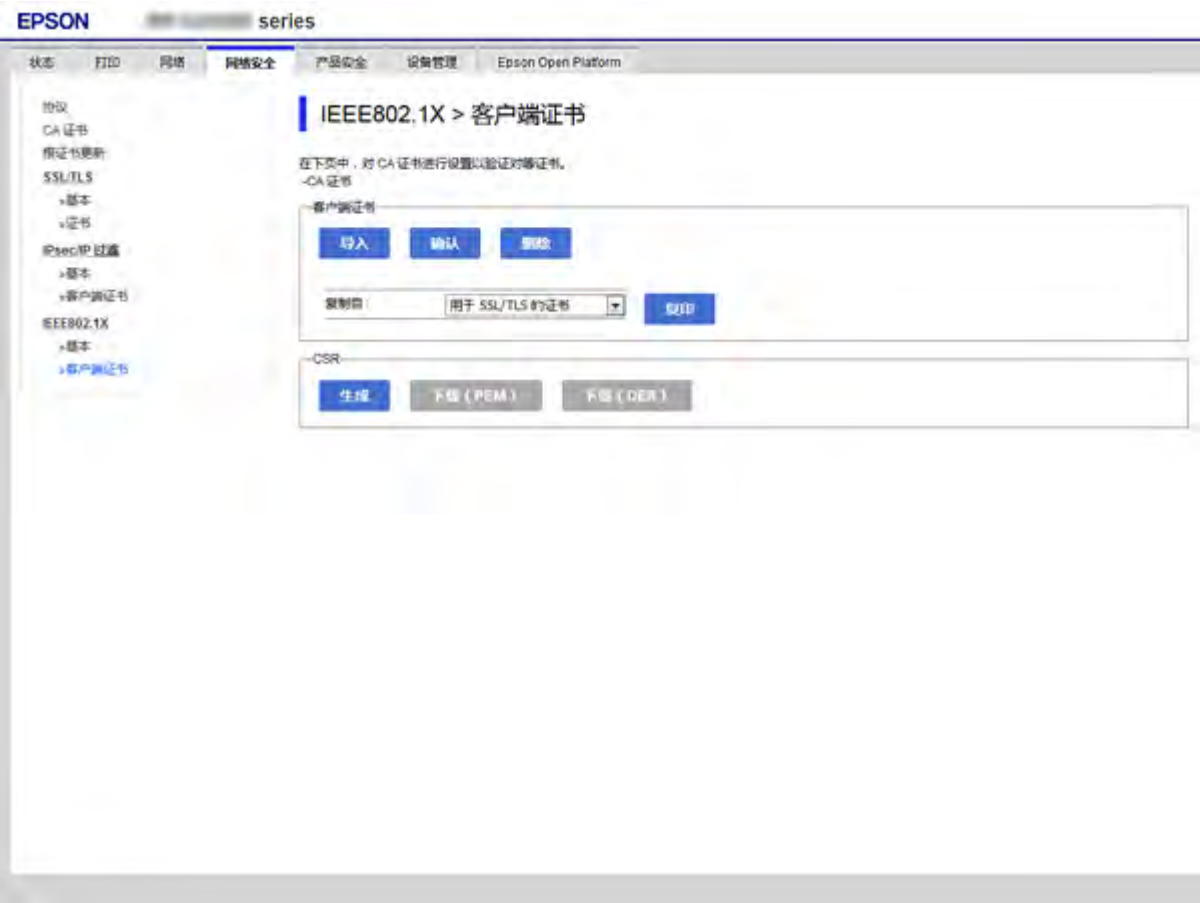 EPSON series
状态 打印 网络 网络安全 产品安全 设备管理 Epson Open Platform
协议
CA 证书
根证书更新
SSL/TLS
»基本
»证书
IPsec/IP 过滤
»基本
»客户端证书
IEEE802.1X
»基本
»客户端证书
IEEE802.1X > 客户端证书
在下页中，对 CA 证书进行设置以验证对等证书。
-CA 证书
客户端证书
导入 确认 删除
复制自 用于 SSL/TLS 的证书 复印
CSR
生成 下载（PEM） 下载（DER）